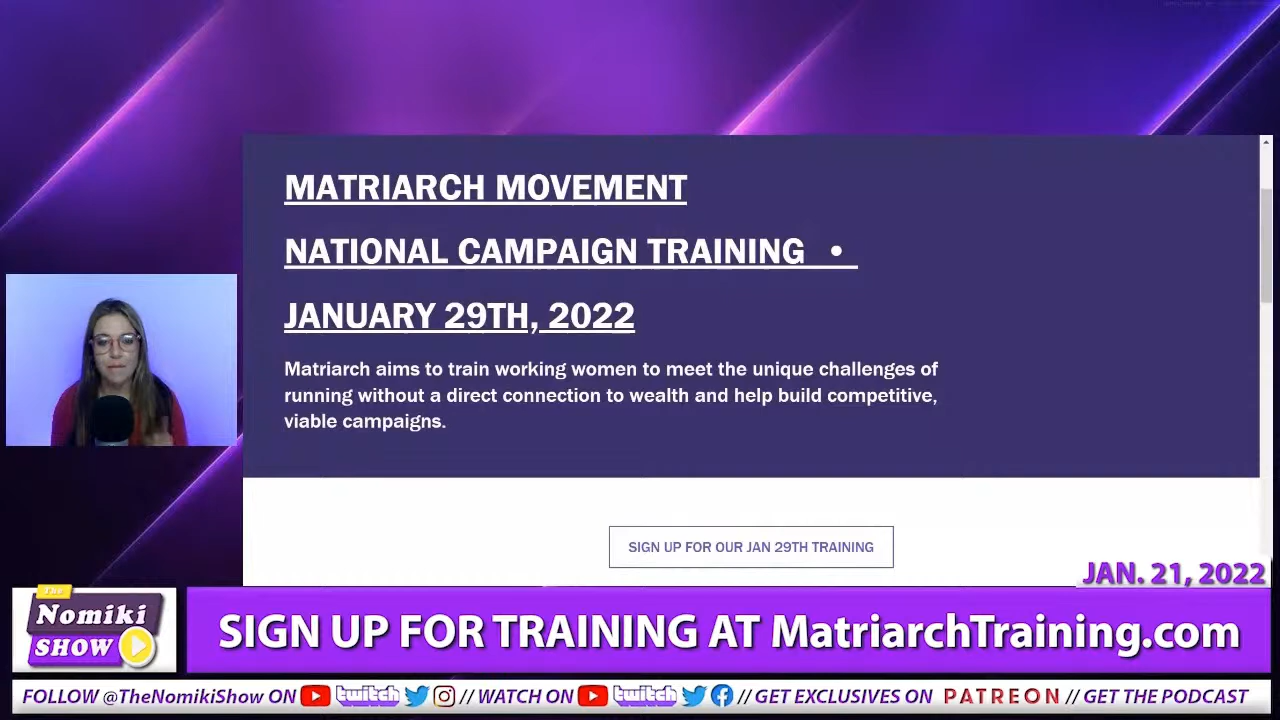 MATRIARCH MOVEMENT
NATIONAL CAMPAIGN TRAINING •
JANUARY 29TH, 2022
Matriarch aims to train working women to meet the unique challenges of
running without a direct connection to wealth and help build competitive,
viable campaigns.
SIGN UP FOR OUR JAN 29TH TRAINING
JAN. 21, 2022
The
Nomiki
SHOW
SIGN UP FOR TRAINING AT MatriarchTraining.com
FOLLOW @TheNomikiShow ON twitch // WATCH ON twitch // GET EXCLUSIVES ON PATREON // GET THE PODCAST